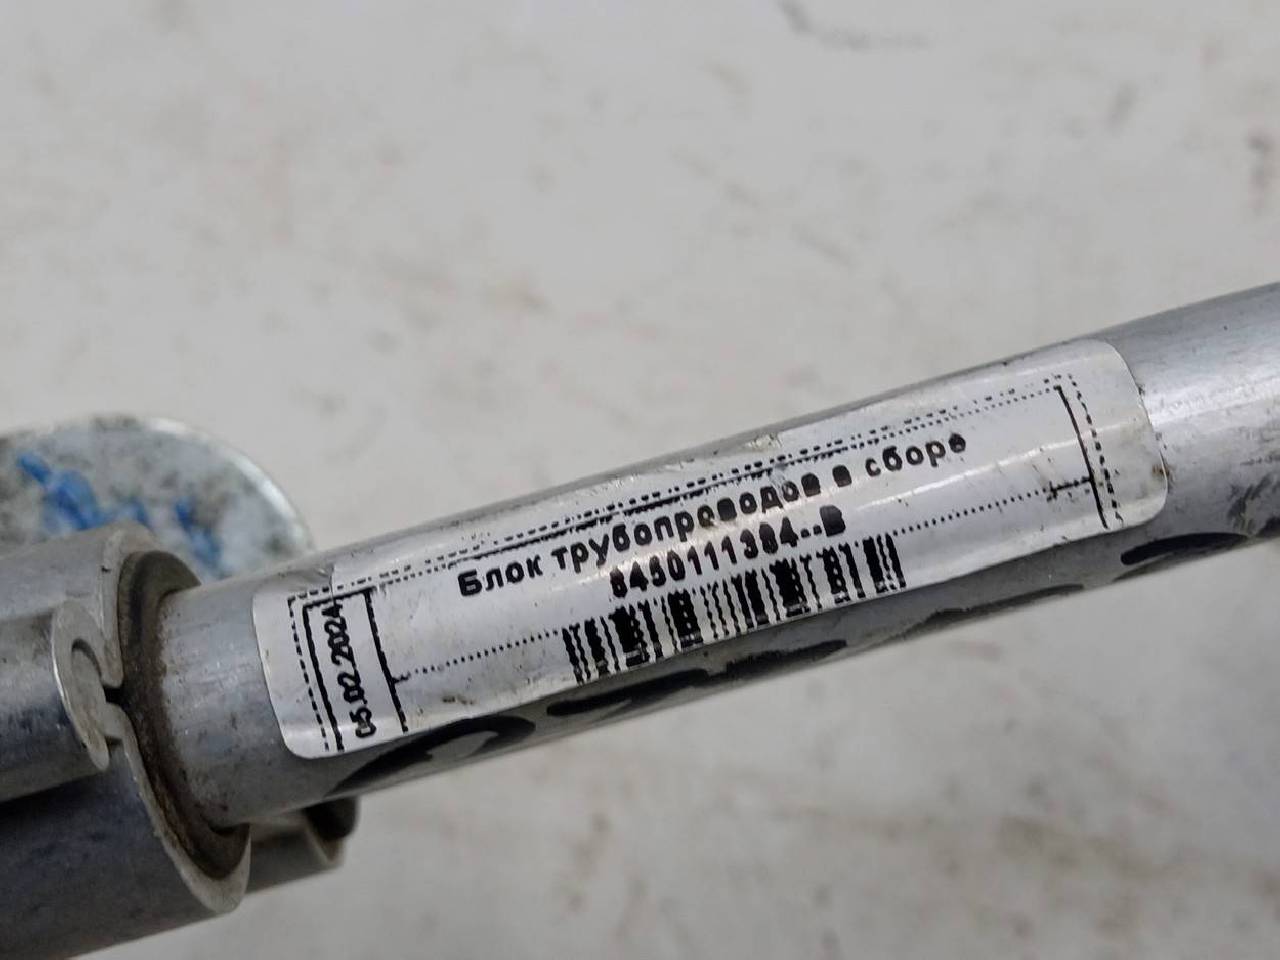 Блок трубопроводов в сборе
8450111384--B
05.02.2024